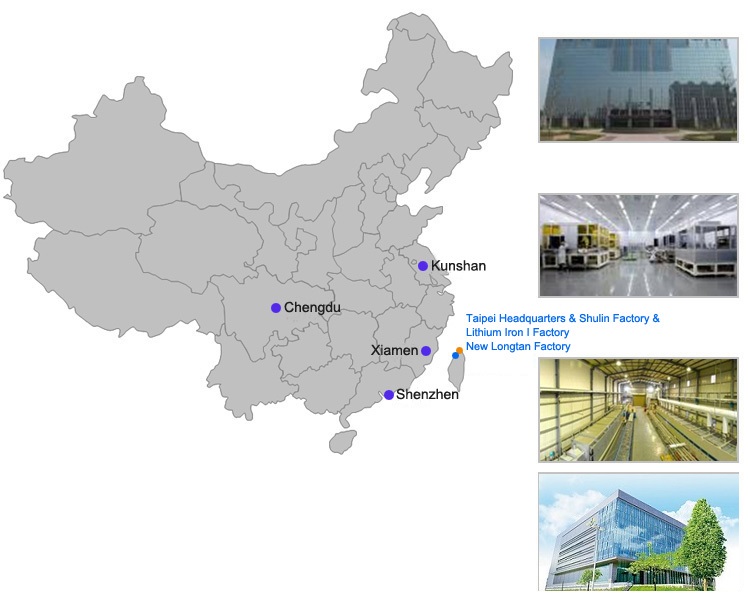 Kunshan
Chengdu
Taipei Headquarters & Shulin Factory &
Lithium Iron I Factory
New Longtan Factory
Xiamen
Shenzhen